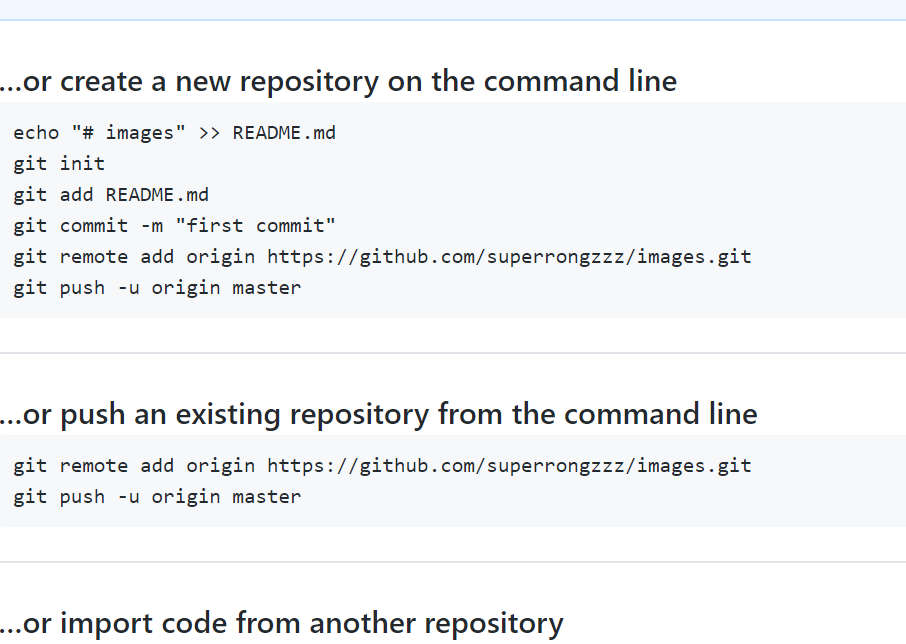 ...or create a new repository on the command line
echo "# images" >> README.md
git init
git add README.md
git commit -m "first commit"
git remote add origin https://github.com/superrongzzz/images.git
git push -u origin master
...or push an existing repository from the command line
git remote add origin https://github.com/superrongzzz/images.git
git push -u origin master
...or import code from another repository